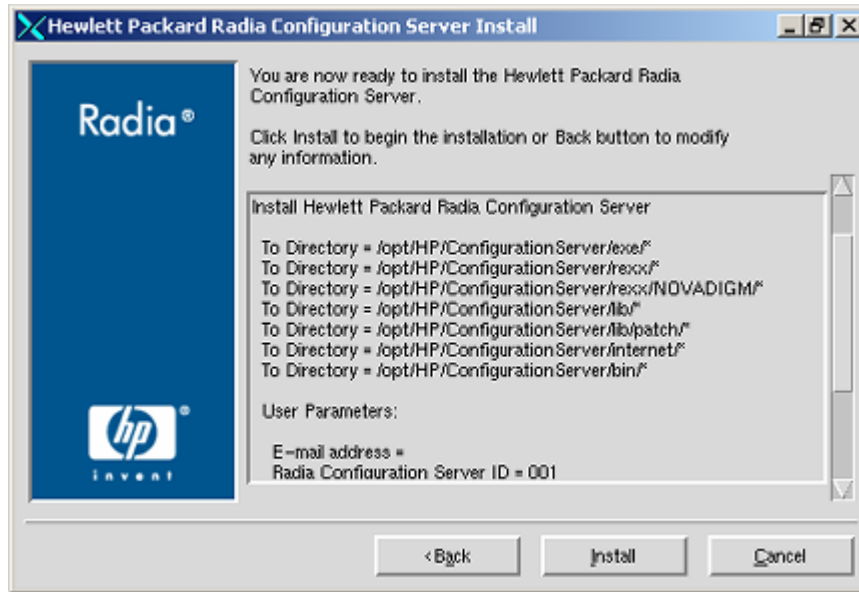 Hewlett Packard Radia Configuration Server Install
Radia®
You are now ready to install the Hewlett Packard Radia
Configuration Server.
Click Install to begin the installation or Back button to modify
any information.
Install Hewlett Packard Radia Configuration Server
To Directory = /opt/HP/ConfigurationServer/exe/*
To Directory = /opt/HP/ConfigurationServer/rexx/*
To Directory = /opt/HP/ConfigurationServer/rexx/NOVADIGM/*
To Directory = /opt/HP/ConfigurationServer/lib/*
To Directory = /opt/HP/ConfigurationServer/lib/patch/*
To Directory = /opt/HP/ConfigurationServer/internet/*
To Directory = /opt/HP/ConfigurationServer/bin/*
User Parameters:
E-mail address =
Radia Configuration Server ID = 001
hp®
invent
<Back
Install
Cancel